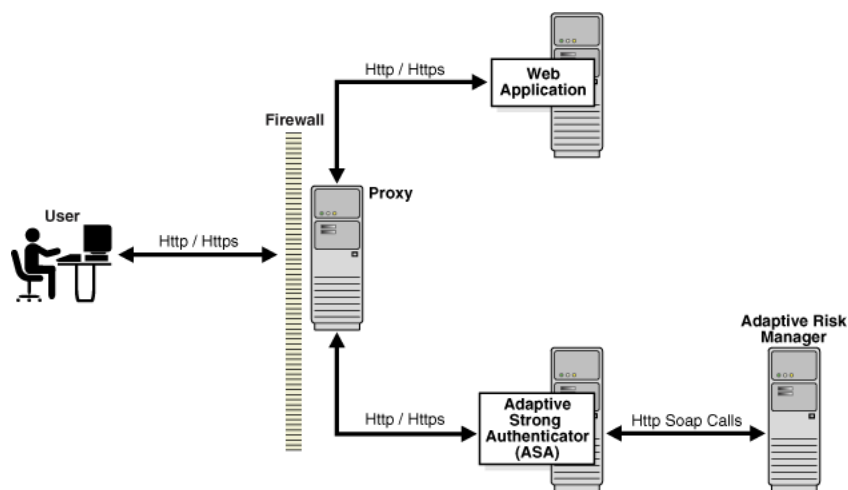 Http / Https
Web
Application
Firewall
Proxy
User
Http / Https
Adaptive Risk
Manager
Http / Https
Adaptive
Strong
Authenticator
(ASA)
Http Soap Calls